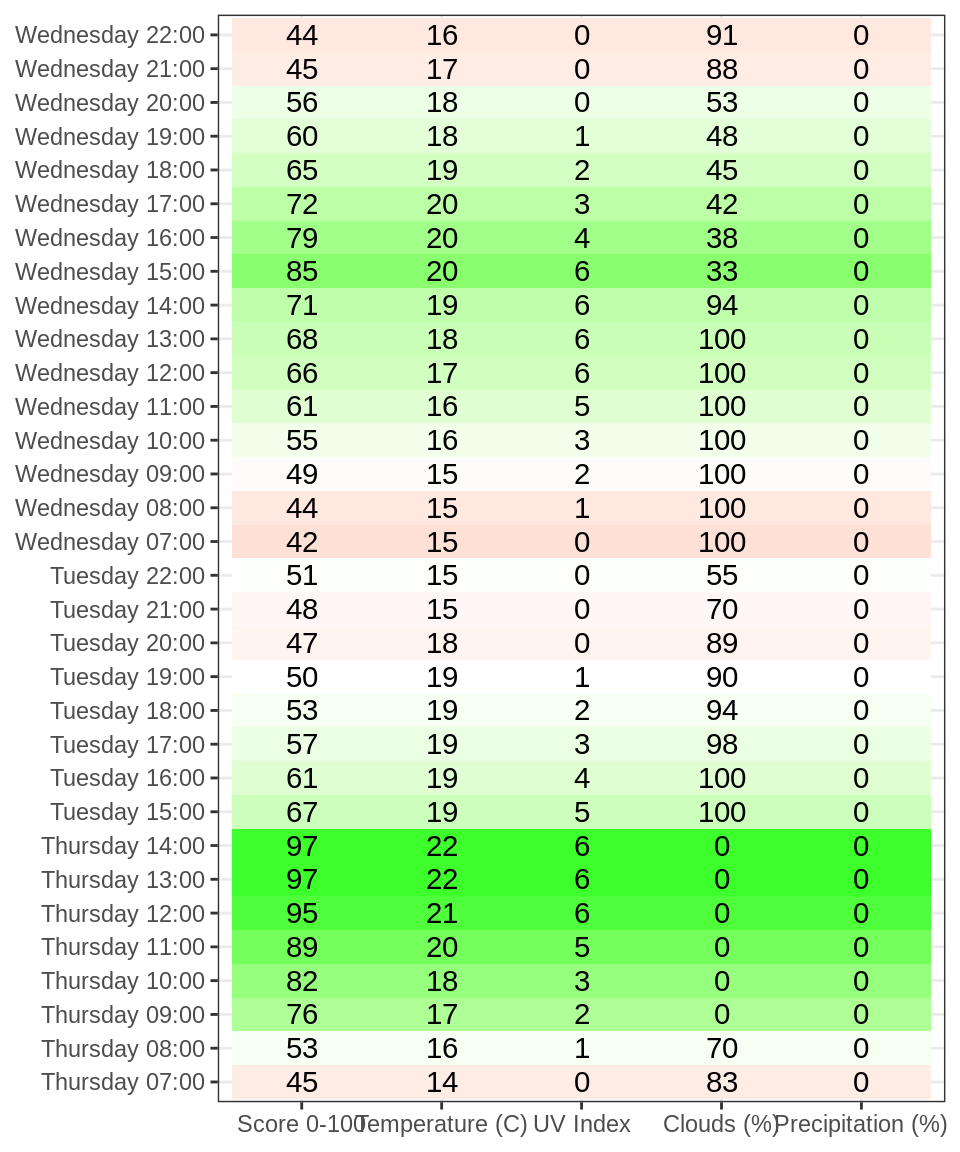 Wednesday 22:00 44 16 0 91 0
Wednesday 21:00 45 17 0 88 0
Wednesday 20:00 56 18 0 53 0
Wednesday 19:00 60 18 1 48 0
Wednesday 18:00 65 19 2 45 0
Wednesday 17:00 72 20 3 42 0
Wednesday 16:00 79 20 4 38 0
Wednesday 15:00 85 20 6 33 0
Wednesday 14:00 71 19 6 94 0
Wednesday 13:00 68 18 6 100 0
Wednesday 12:00 66 17 6 100 0
Wednesday 11:00 61 16 5 100 0
Wednesday 10:00 55 16 3 100 0
Wednesday 09:00 49 15 2 100 0
Wednesday 08:00 44 15 1 100 0
Wednesday 07:00 42 15 0 100 0
Tuesday 22:00 51 15 0 55 0
Tuesday 21:00 48 15 0 70 0
Tuesday 20:00 47 18 0 89 0
Tuesday 19:00 50 19 1 90 0
Tuesday 18:00 53 19 2 94 0
Tuesday 17:00 57 19 3 98 0
Tuesday 16:00 61 19 4 100 0
Tuesday 15:00 67 19 5 100 0
Thursday 14:00 97 22 6 0 0
Thursday 13:00 97 22 6 0 0
Thursday 12:00 95 21 6 0 0
Thursday 11:00 89 20 5 0 0
Thursday 10:00 82 18 3 0 0
Thursday 09:00 76 17 2 0 0
Thursday 08:00 53 16 1 70 0
Thursday 07:00 45 14 0 83 0
Score 0-100 Temperature (C) UV Index Clouds (%) Precipitation (%)